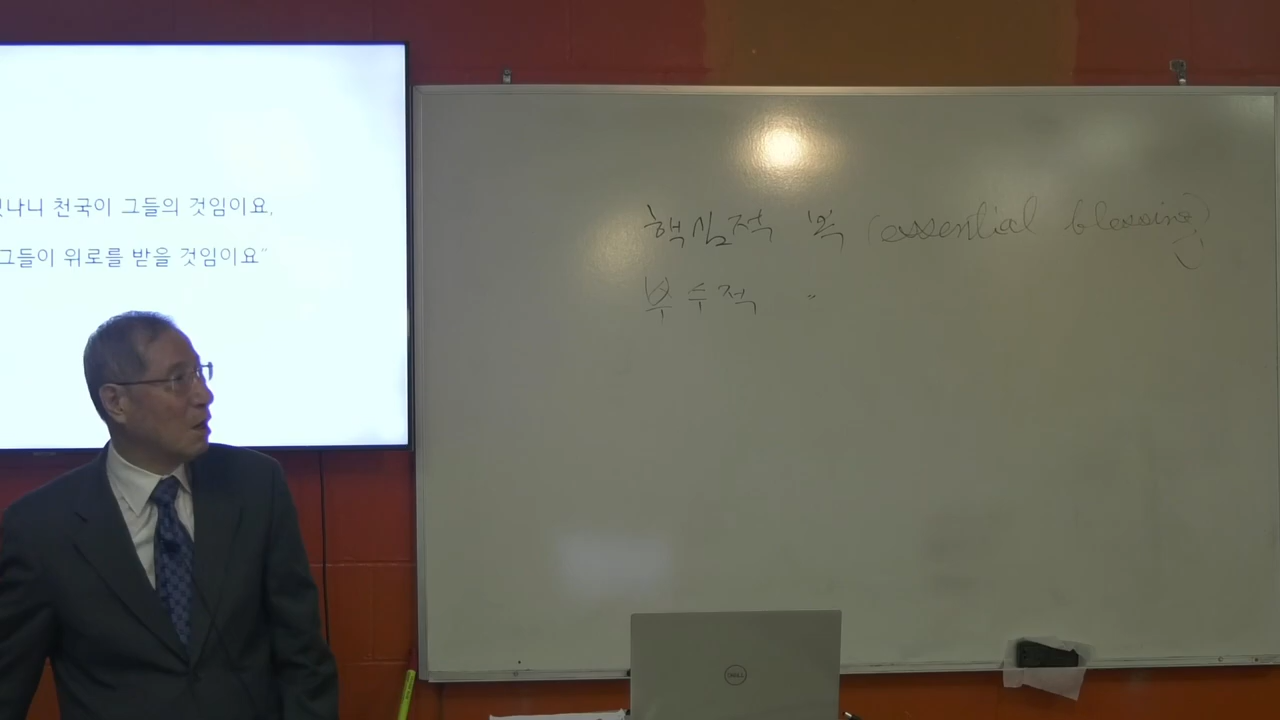 나니 천국이 그들의 것임이요,
그들이 위로를 받을 것임이요"
핵심적 복 (essential blessing)
부수적 "
DELL